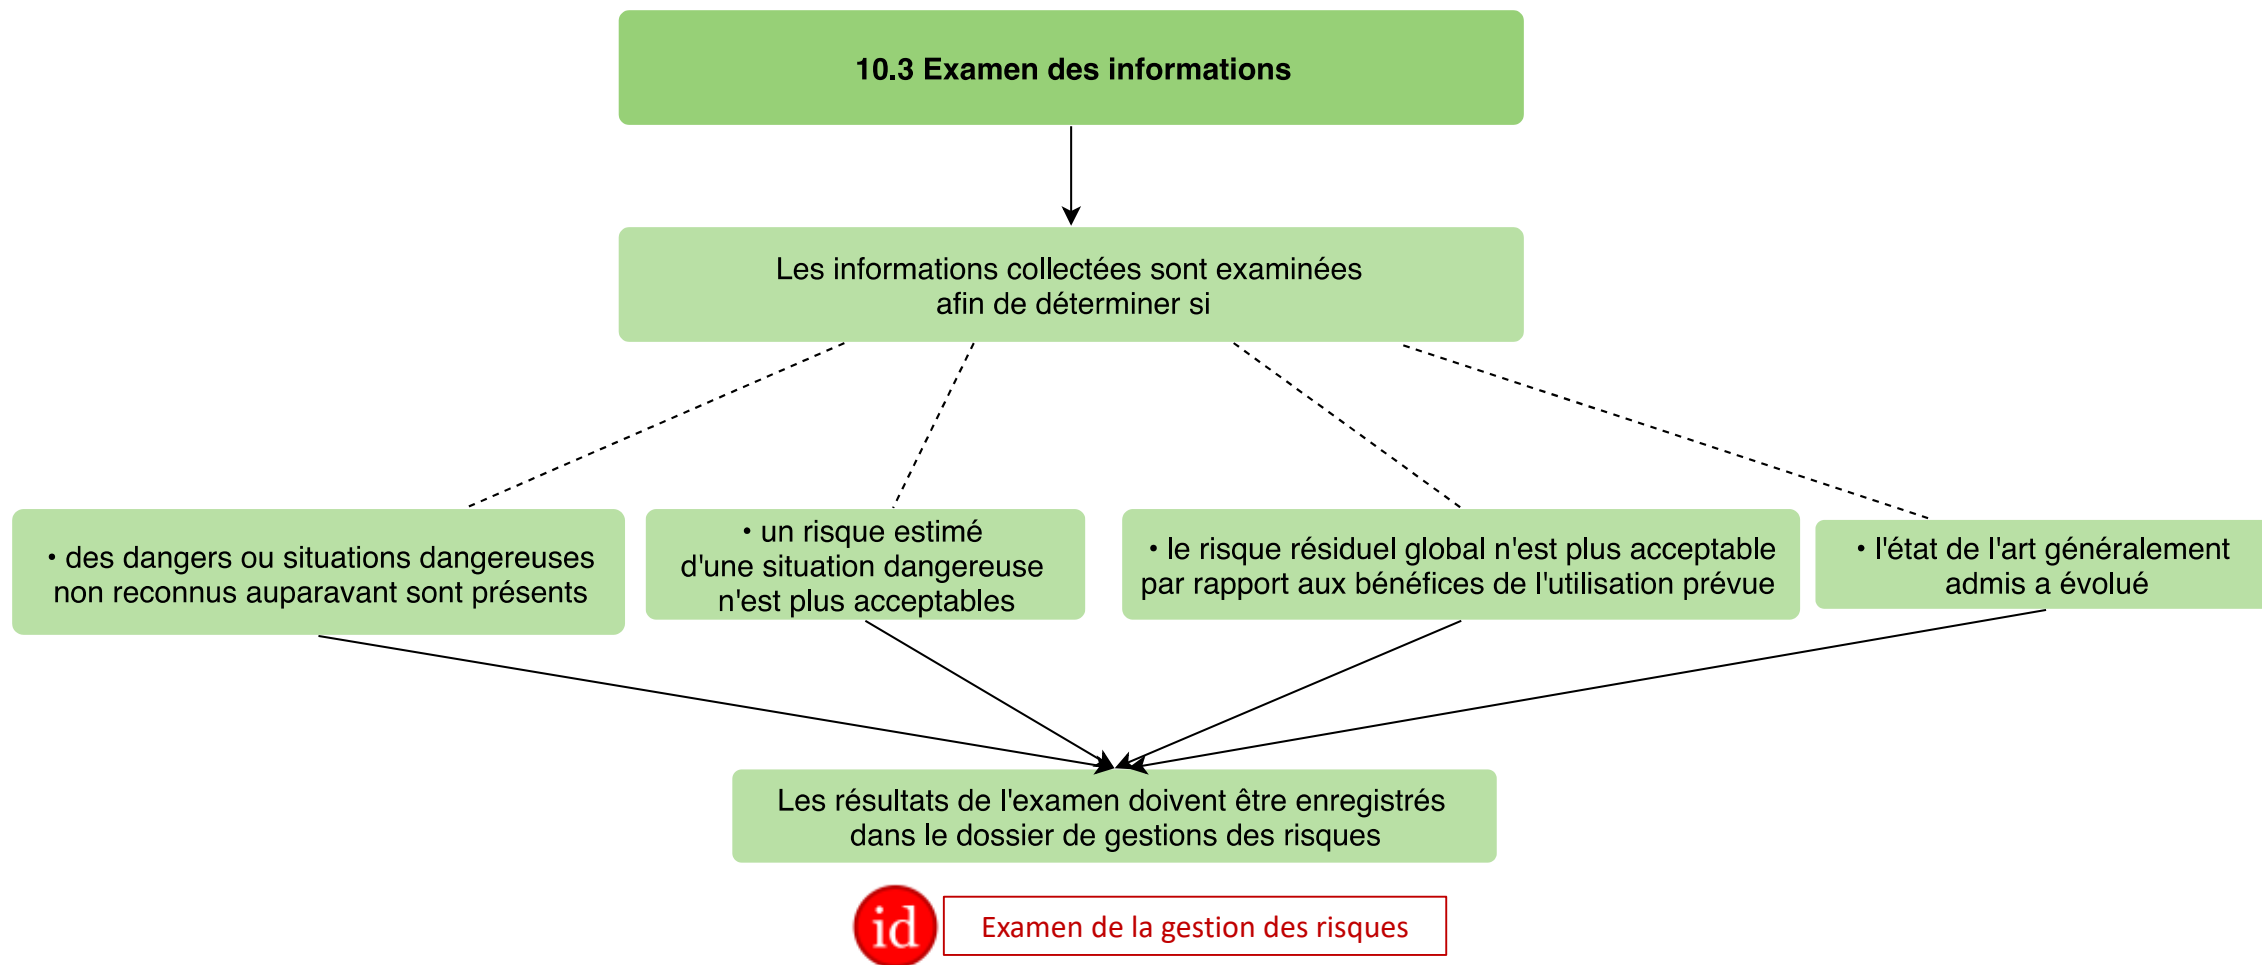 10.3 Examen des informations
Les informations collectées sont examinées
afin de déterminer si
• des dangers ou situations dangereuses
non reconnus auparavant sont présents
• un risque estimé
d'une situation dangereuse
n'est plus acceptables
• le risque résiduel global n'est plus acceptable
par rapport aux bénéfices de l'utilisation prévue
• l'état de l'art généralement
admis a évolué
Les résultats de l'examen doivent être enregistrés
dans le dossier de gestions des risques
id
Examen de la gestion des risques